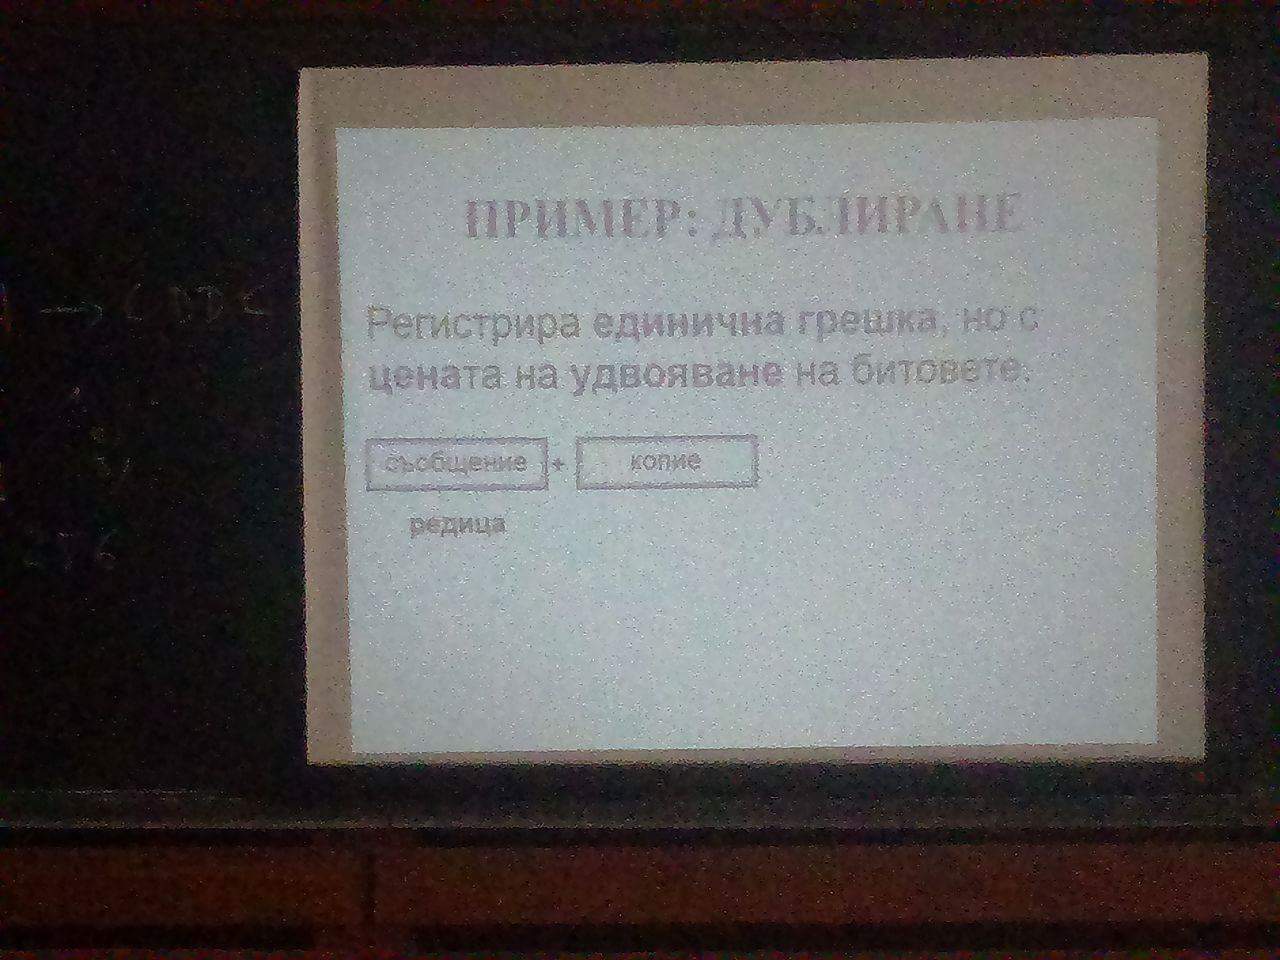 ПРИМЕР: ДУБЛИРАНЕ
Регистрира единична грешка, но с
цената на удвояване на битовете.
съобщение + копие
редица